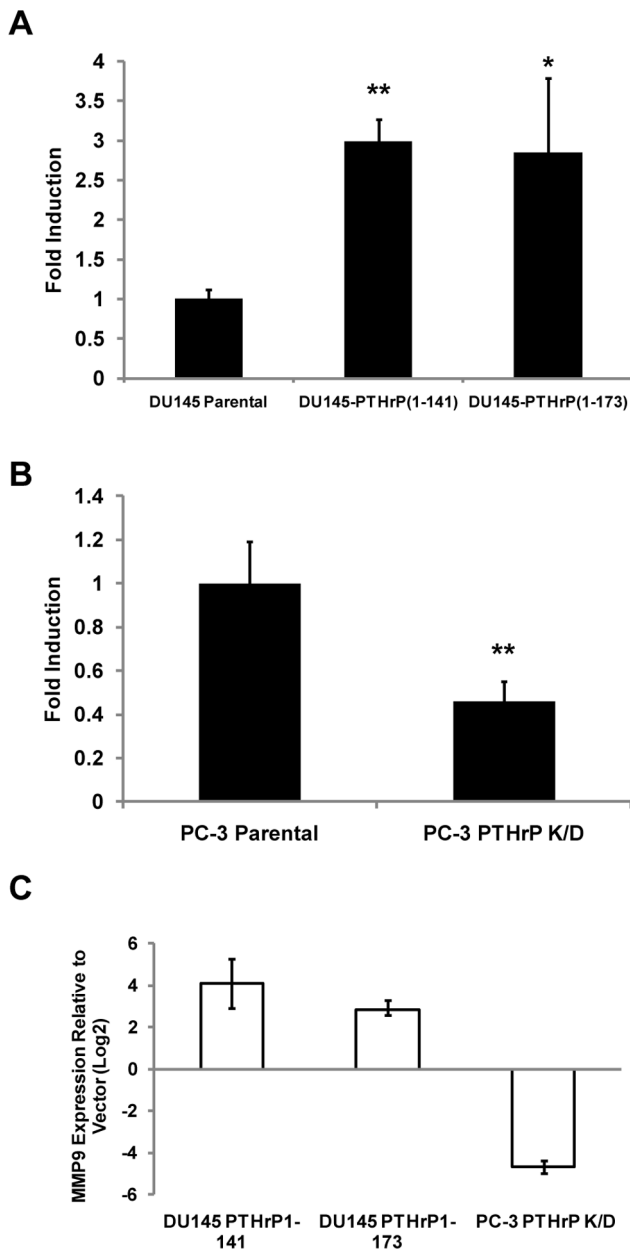 A
4
3.5
3
2.5
2
1.5
1
0.5
0
Fold Induction
**
*
DU145 Parental
DU145-PTHrP(1-141)
DU145-PTHrP(1-173)
B
1.4
1.2
1
0.8
0.6
0.4
0.2
0
Fold Induction
**
PC-3 Parental
PC-3 PTHrP K/D
C
6
4
2
0
-2
-4
-6
MMP9 Expression Relative to
Vector (Log2)
DU145 PTHrP1-
141
DU145 PTHrP1-
173
PC-3 PTHrP K/D